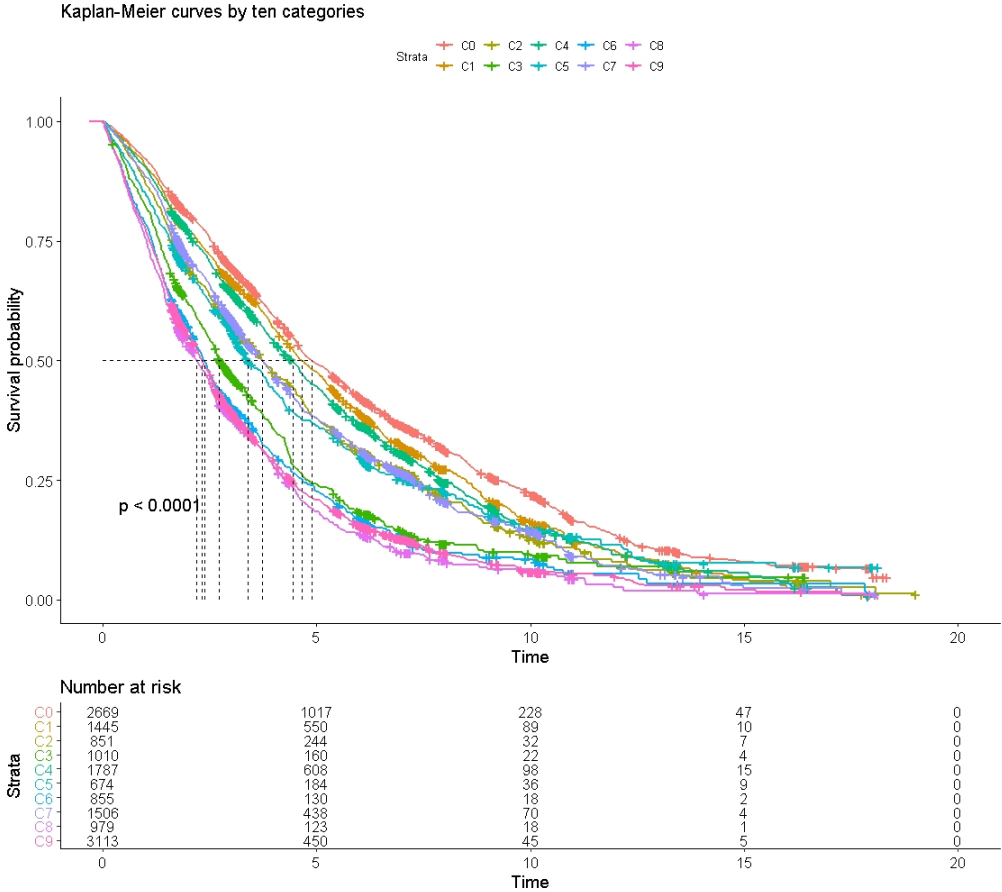 Kaplan-Meier curves by ten categories
Strata C0 C2 C4 C6 C8
C1 C3 C5 C7 C9
1.00
0.75
0.50
0.25
0.00
Survival probability
p < 0.0001
0 5 10 15 20
Time
Number at risk
Strata
C0 2669 1017 228 47 0
C1 1445 550 89 10 0
C2 851 244 32 7 0
C3 1010 160 22 4 0
C4 1787 608 98 15 0
C5 674 184 36 9 0
C6 855 130 18 2 0
C7 1506 438 70 4 0
C8 979 123 18 1 0
C9 3113 450 45 5 0
0 5 10 15 20
Time